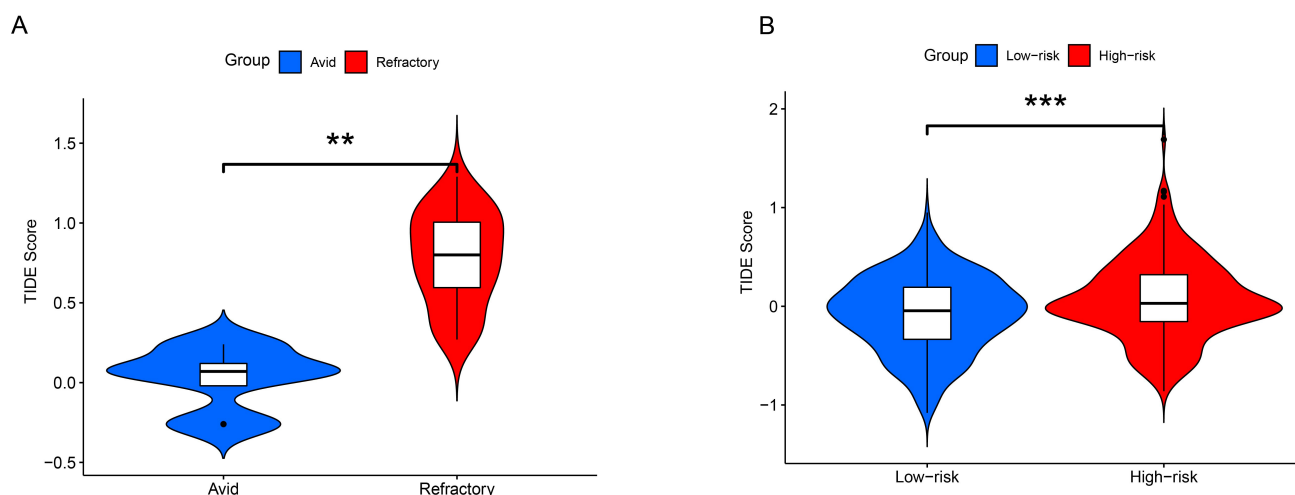 A
Group Avid Refractory
**
TIDE Score
1.5
1.0
0.5
0.0
−0.5
Avid Refractory
B
Group Low−risk High−risk
***
TIDE Score
2
1
0
−1
Low−risk High−risk